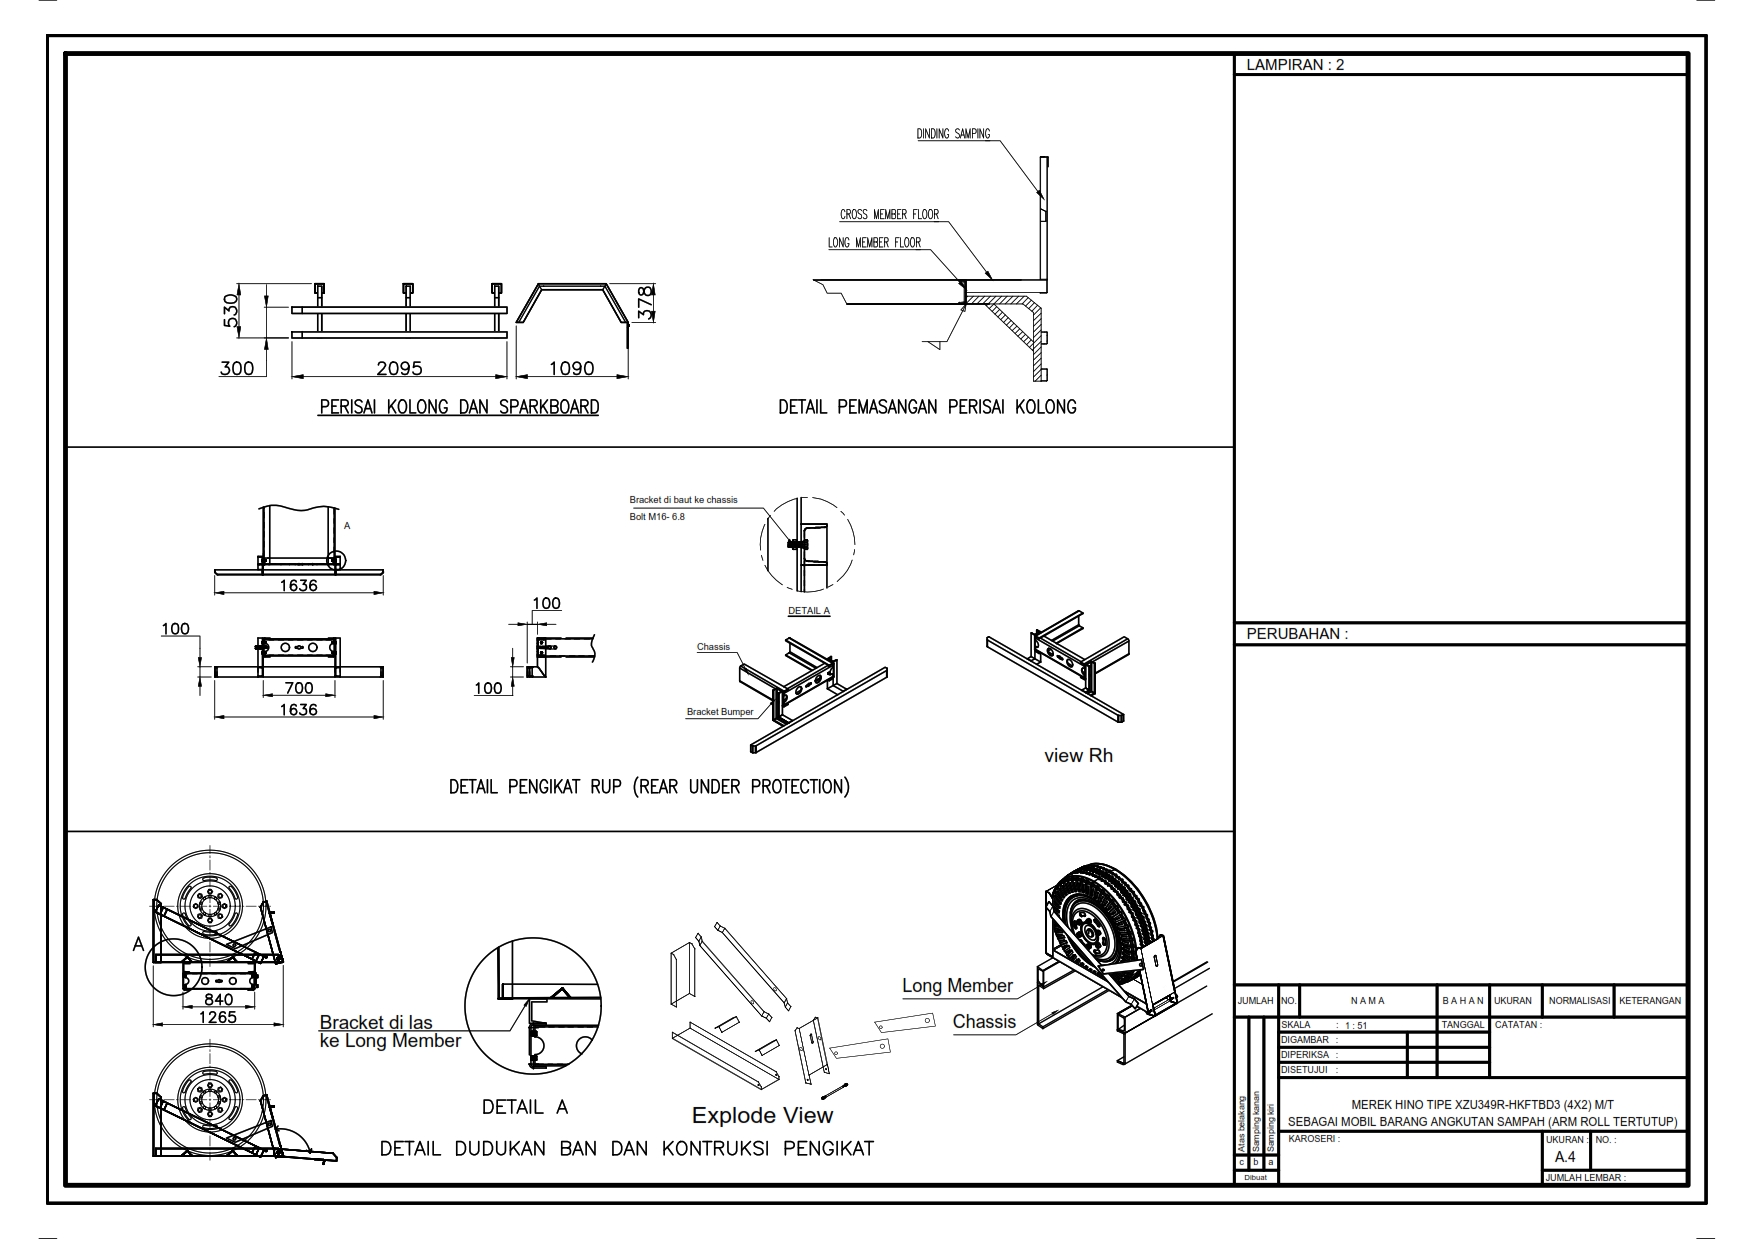 LAMPIRAN : 2
DINDING SAMPING
CROSS MEMBER FLOOR
LONG MEMBER FLOOR
530
300
2095
378
1090
PERISAI KOLONG DAN SPARKBOARD
DETAIL PEMASANGAN PERISAI KOLONG
A
1636
100
700
1636
100
100
Bracket di baut ke chassis
Bolt M16- 6.8
DETAIL A
Chassis
Bracket Bumper
view Rh
DETAIL PENGIKAT RUP (REAR UNDER PROTECTION)
PERUBAHAN :
A
840
1265
Bracket di las
ke Long Member
DETAIL A
Explode View
Long Member
Chassis
DETAIL DUDUKAN BAN DAN KONTRUKSI PENGIKAT
JUMLAH NO. N A M A B A H A N UKURAN NORMALISASI KETERANGAN
SKALA : 1 : 51 TANGGAL CATATAN :
DIGAMBAR :
DIPERIKSA :
DISETUJUI :
Atas belakang
Samping kanan
Samping kiri
c b a
Dibuat
MEREK HINO TIPE XZU349R-HKFTBD3 (4X2) M/T
SEBAGAI MOBIL BARANG ANGKUTAN SAMPAH (ARM ROLL TERTUTUP)
KAROSERI : UKURAN : NO. :
A.4
JUMLAH LEMBAR :